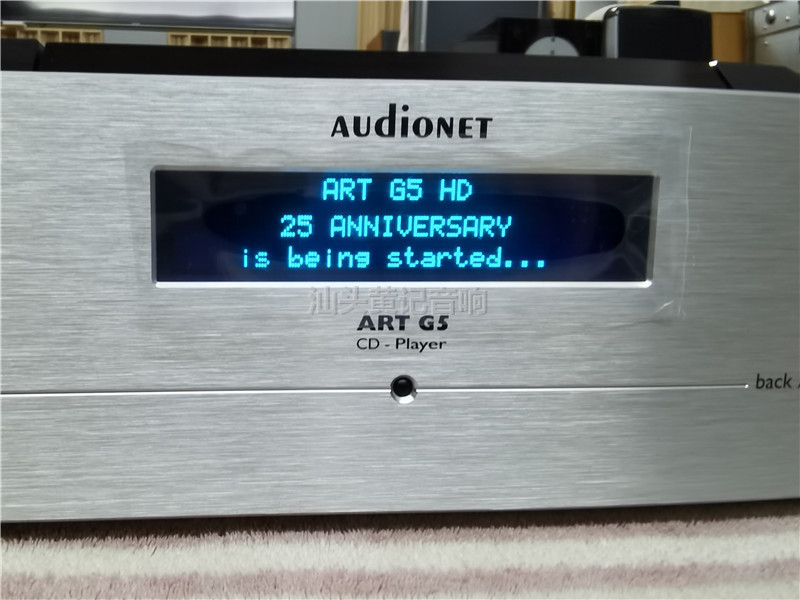 AUDIONET
ART G5 HD
25 ANNIVERSARY
is being started...
汕头黄记音响
ART G5
CD - Player
back